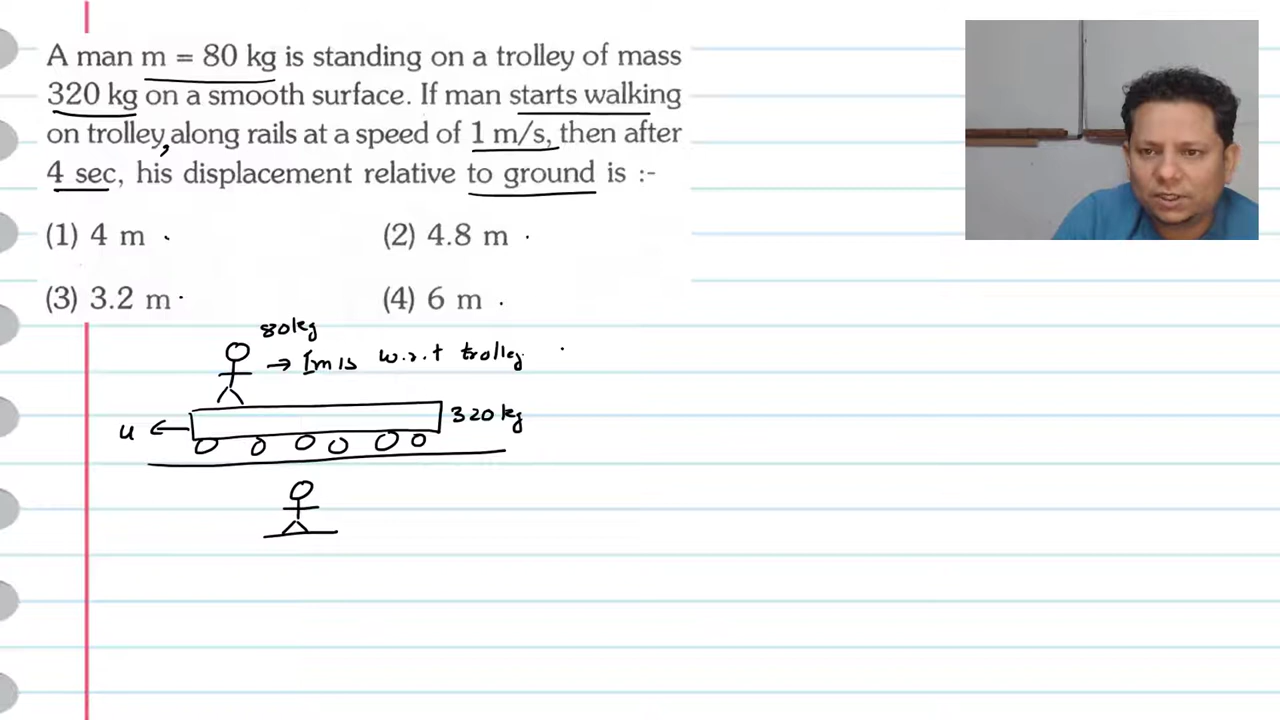 A man m = 80 kg is standing on a trolley of mass
320 kg on a smooth surface. If man starts walking
on trolley, along rails at a speed of 1 m/s, then after
4 sec, his displacement relative to ground is :-
(1) 4 m (2) 4.8 m
(3) 3.2 m (4) 6 m
80kg
→ 1m/s w.r.t trolley
320 kg
u ←